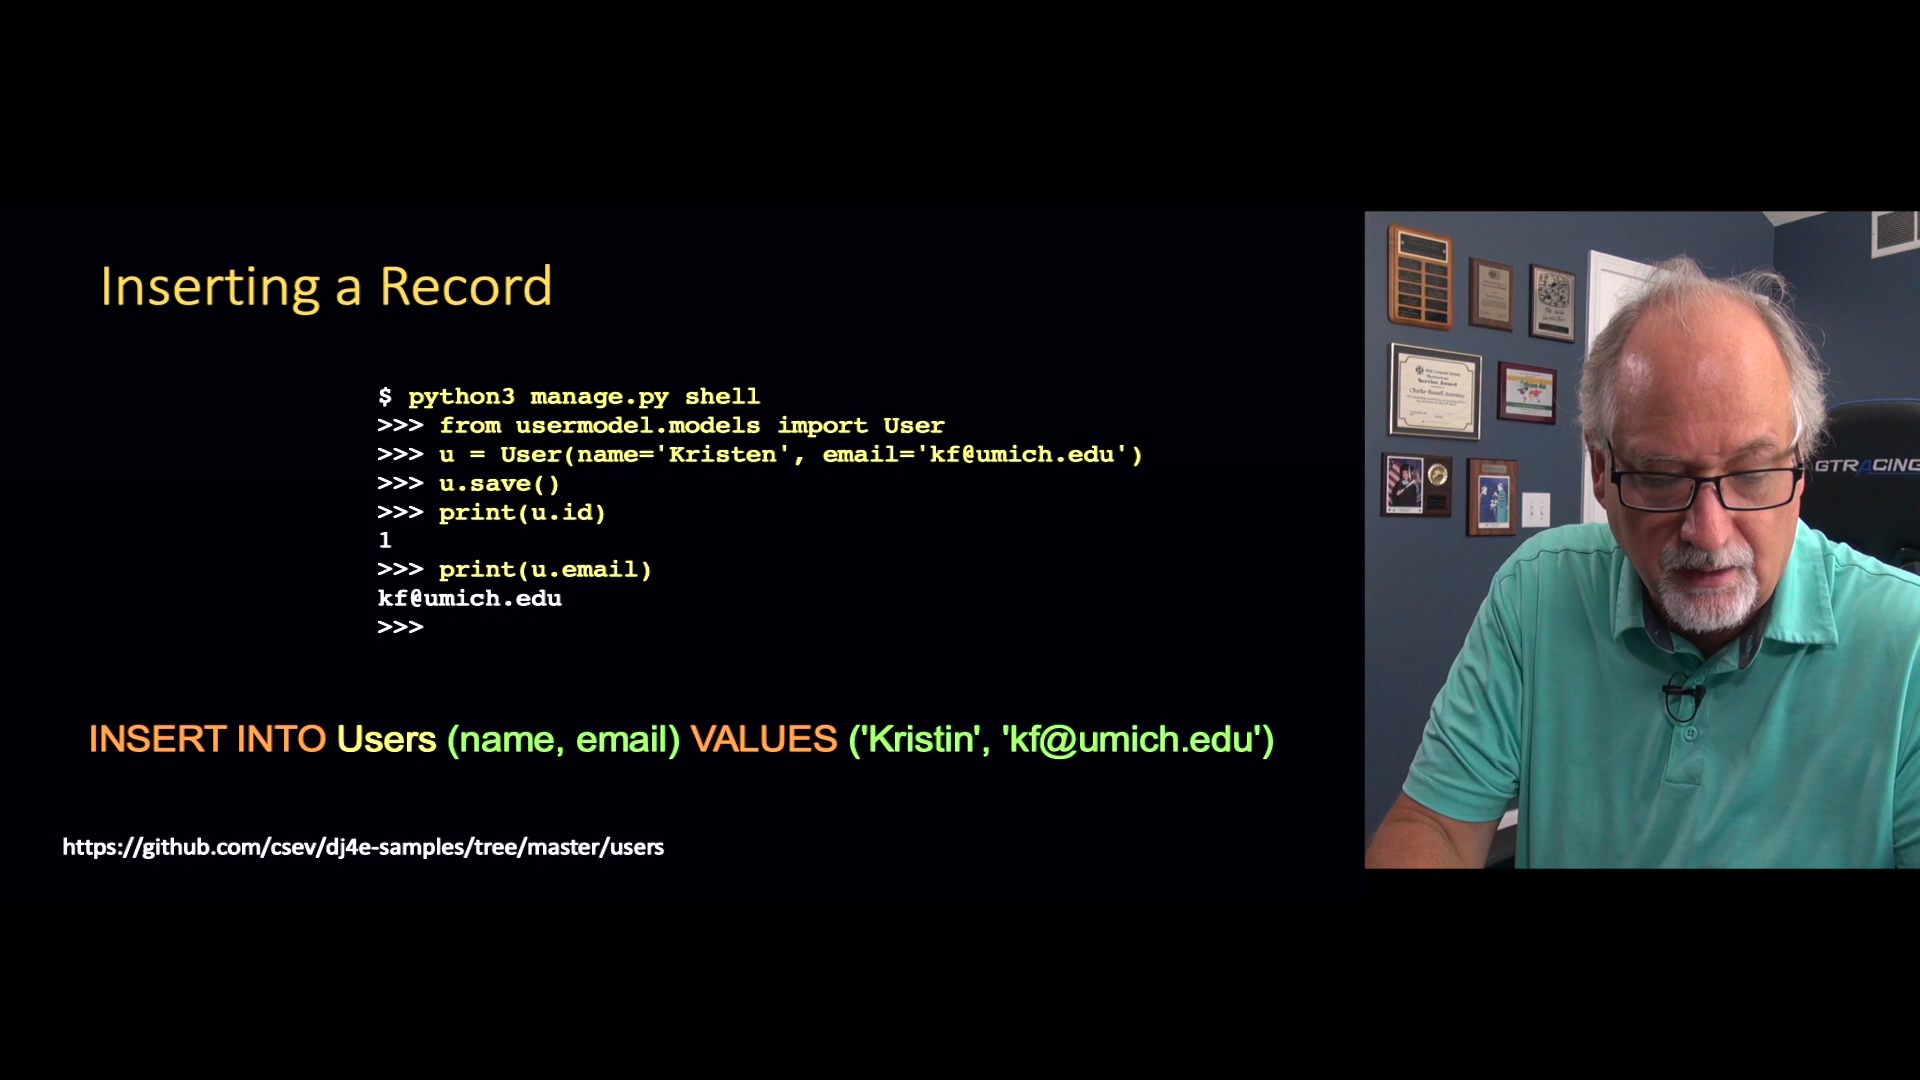 Inserting a Record
$ python3 manage.py shell
>>> from usermodel.models import User
>>> u = User(name='Kristen', email='kf@umich.edu')
>>> u.save()
>>> print(u.id)
1
>>> print(u.email)
kf@umich.edu
>>>
INSERT INTO Users (name, email) VALUES ('Kristin', 'kf@umich.edu')
https://github.com/csev/dj4e-samples/tree/master/users
GTRACING
Service Award